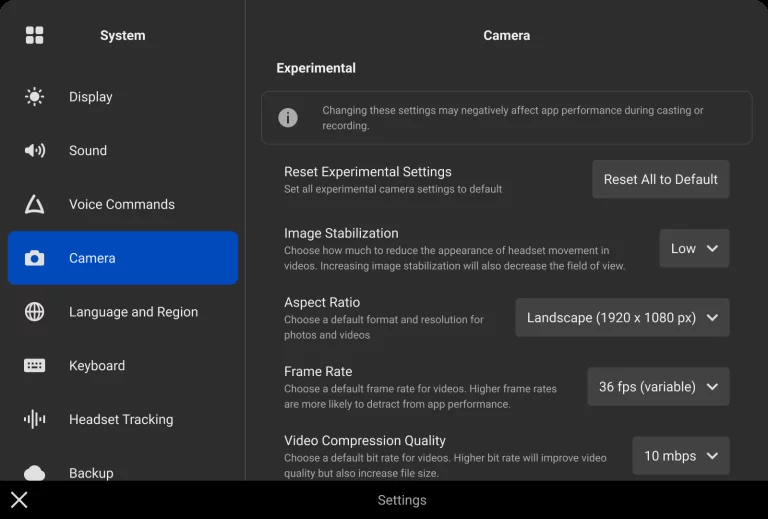 System
Camera
Display
Sound
Voice Commands
Camera
Language and Region
Keyboard
Headset Tracking
Backup
Experimental
Changing these settings may negatively affect app performance during casting or
recording.
Reset Experimental Settings
Set all experimental camera settings to default
Reset All to Default
Image Stabilization
Choose how much to reduce the appearance of headset movement in
videos. Increasing image stabilization will also decrease the field of view.
Low
Aspect Ratio
Choose a default format and resolution for
photos and videos
Landscape (1920 x 1080 px)
Frame Rate
Choose a default frame rate for videos. Higher frame rates
are more likely to detract from app performance.
36 fps (variable)
Video Compression Quality
Choose a default bit rate for videos. Higher bit rate will improve video
quality but also increase file size.
10 mbps
Settings